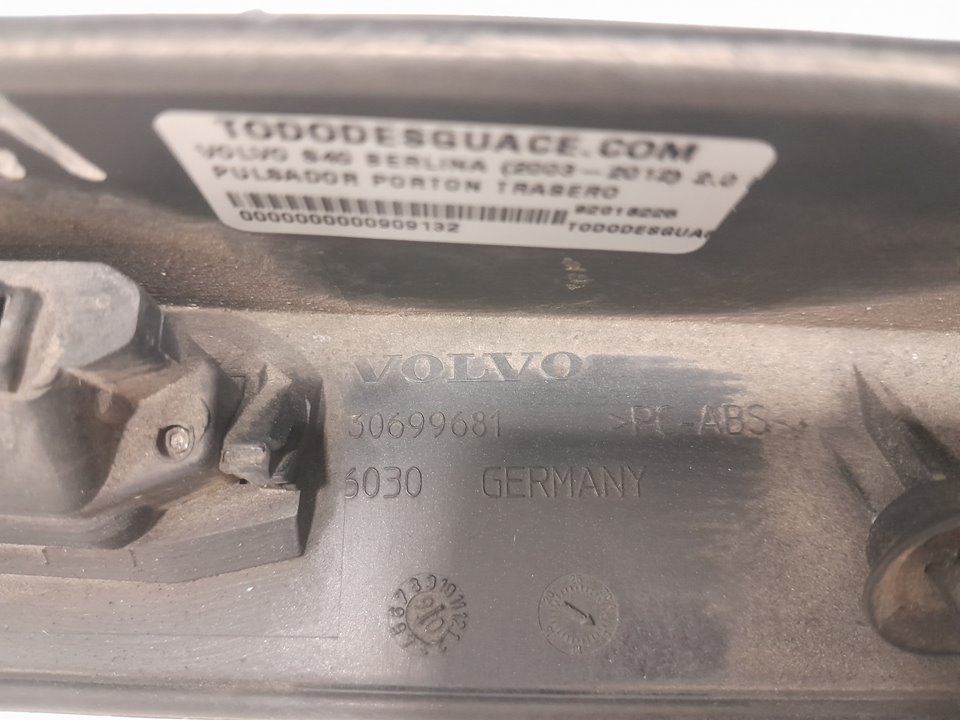 TODODESGUACE.COM
VOLVO S40 BERLINA (2003-2012) 2.0
PULSADOR PORTON TRASERO
92018226
0000000000909132 TODODESGUAC
VOLVO
30699681 >PC-ABS<
6030 GERMANY